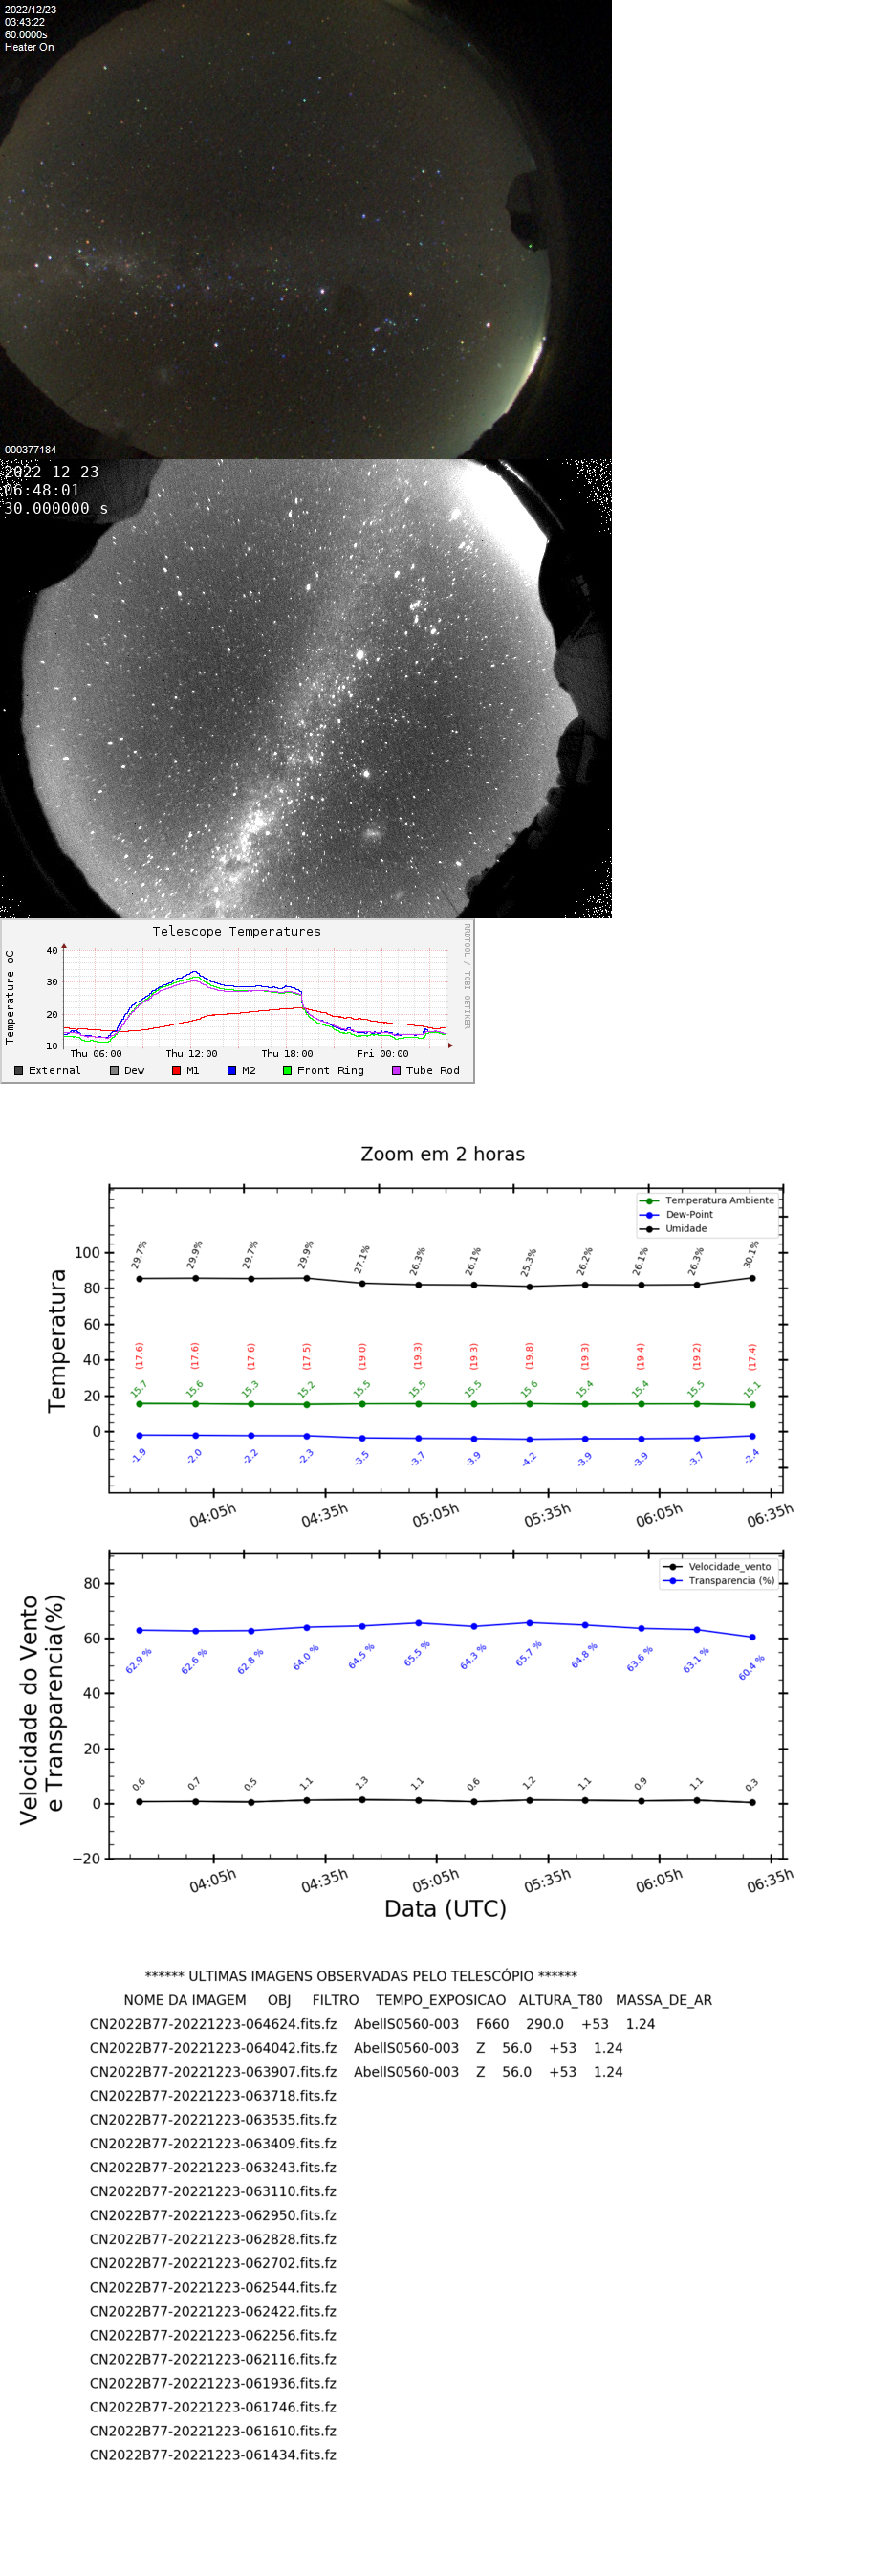 2022/12/23
03:43:22
60.0000s
Heater On
000377184
2022-12-23
06:48:01
30.000000 s
Telescope Temperatures
RRDTOOL / TOBI OETIKER
Temperature oC
40
30
20
10
Thu 06:00 Thu 12:00 Thu 18:00 Fri 00:00
External Dew M1 M2 Front Ring Tube Rod
Zoom em 2 horas
Temperatura Ambiente
Dew-Point
Umidade
Temperatura
100
80
60
40
20
0
29.7% 29.9% 29.7% 29.9% 27.1% 26.3% 26.1% 25.3% 26.2% 26.1% 26.3% 30.1%
(17.6) (17.6) (17.6) (17.5) (19.0) (19.3) (19.3) (19.8) (19.3) (19.4) (19.2) (17.4)
15.7 15.6 15.3 15.2 15.5 15.5 15.5 15.6 15.4 15.4 15.5 15.1
-1.9 -2.0 -2.2 -2.3 -3.5 -3.7 -3.9 -4.2 -3.9 -3.9 -3.7 -2.4
04:05h 04:35h 05:05h 05:35h 06:05h 06:35h
Velocidade_vento
Transparencia (%)
Velocidade do Vento
e Transparencia(%)
80
60
40
20
0
−20
62.9 % 62.6 % 62.8 % 64.0 % 64.5 % 65.5 % 64.3 % 65.7 % 64.8 % 63.6 % 63.1 % 60.4 %
0.6 0.7 0.5 1.1 1.3 1.1 0.6 1.2 1.1 0.9 1.1 0.3
04:05h 04:35h 05:05h 05:35h 06:05h 06:35h
Data (UTC)
****** ULTIMAS IMAGENS OBSERVADAS PELO TELESCÓPIO ******
NOME DA IMAGEM OBJ FILTRO TEMPO_EXPOSICAO ALTURA_T80 MASSA_DE_AR
CN2022B77-20221223-064624.fits.fz AbellS0560-003 F660 290.0 +53 1.24
CN2022B77-20221223-064042.fits.fz AbellS0560-003 Z 56.0 +53 1.24
CN2022B77-20221223-063907.fits.fz AbellS0560-003 Z 56.0 +53 1.24
CN2022B77-20221223-063718.fits.fz
CN2022B77-20221223-063535.fits.fz
CN2022B77-20221223-063409.fits.fz
CN2022B77-20221223-063243.fits.fz
CN2022B77-20221223-063110.fits.fz
CN2022B77-20221223-062950.fits.fz
CN2022B77-20221223-062828.fits.fz
CN2022B77-20221223-062702.fits.fz
CN2022B77-20221223-062544.fits.fz
CN2022B77-20221223-062422.fits.fz
CN2022B77-20221223-062256.fits.fz
CN2022B77-20221223-062116.fits.fz
CN2022B77-20221223-061936.fits.fz
CN2022B77-20221223-061746.fits.fz
CN2022B77-20221223-061610.fits.fz
CN2022B77-20221223-061434.fits.fz